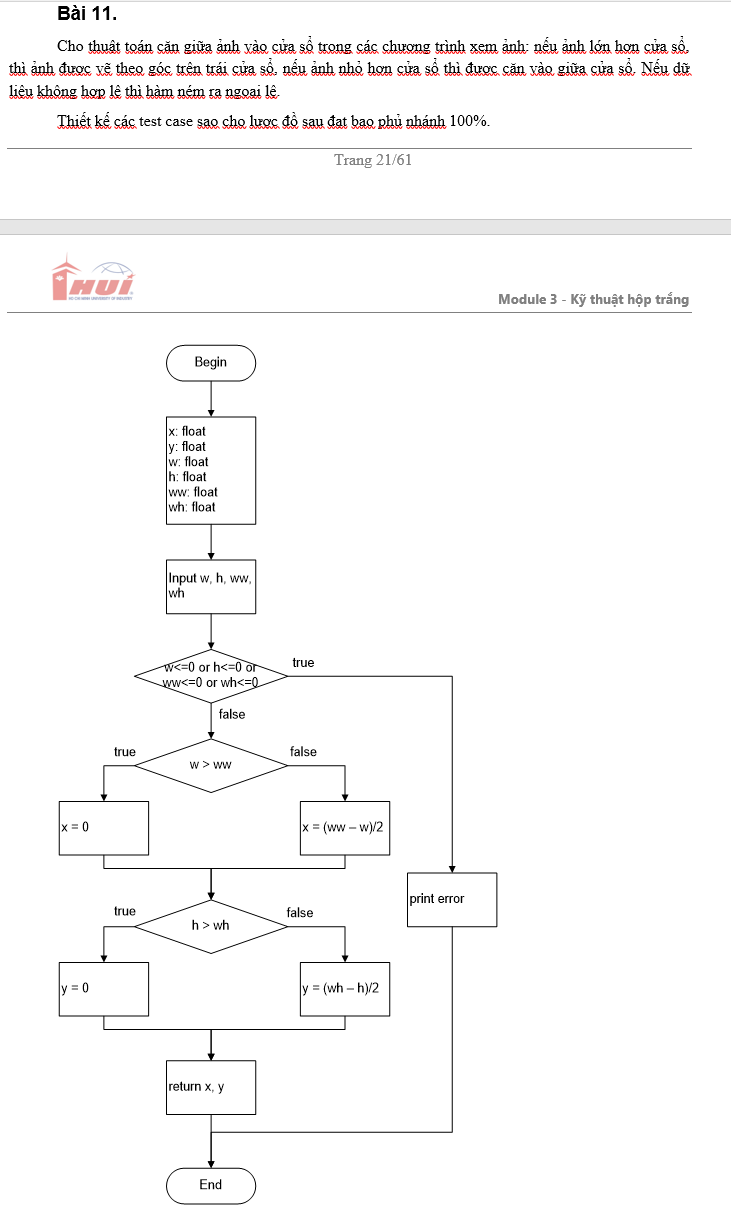 Bài 11.
Cho thuật toán căn giữa ảnh vào cửa sổ trong các chương trình xem ảnh: nếu ảnh lớn hơn cửa sổ,
thì ảnh được vẽ theo góc trên trái cửa sổ, nếu ảnh nhỏ hơn cửa sổ thì được căn vào giữa cửa sổ. Nếu dữ
liệu không hợp lệ thì hàm ném ra ngoại lệ.
Thiết kế các test case sao cho lược đồ sau đạt bao phủ nhánh 100%.
Trang 21/61
HUI
HO CHI MINH UNIVERSITY OF INDUSTRY
Module 3 - Kỹ thuật hộp trắng
Begin
x: float
y: float
w: float
h: float
ww: float
wh: float
Input w, h, ww,
wh
w<=0 or h<=0 or
ww<=0 or wh<=0
true
false
true
w > ww
false
x = 0
x = (ww – w)/2
print error
true
h > wh
false
y = 0
y = (wh – h)/2
return x, y
End